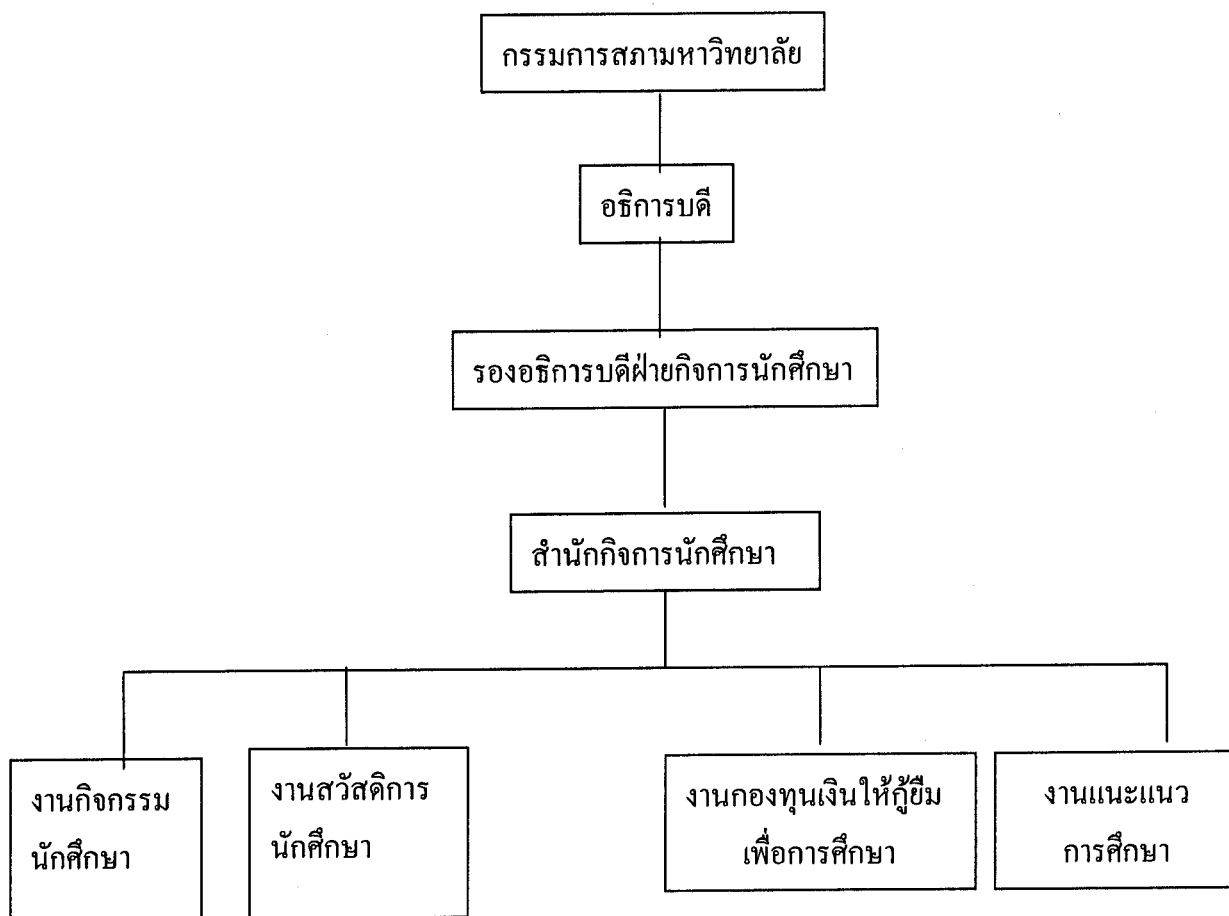 กรรมการสภามหาวิทยาลัย
อธิการบดี
รองอธิการบดีฝ่ายกิจการนักศึกษา
สำนักกิจการนักศึกษา
งานกิจกรรม
นักศึกษา
งานสวัสดิการ
นักศึกษา
งานกองทุนเงินให้กู้ยืม
เพื่อการศึกษา
งานแนะแนว
การศึกษา